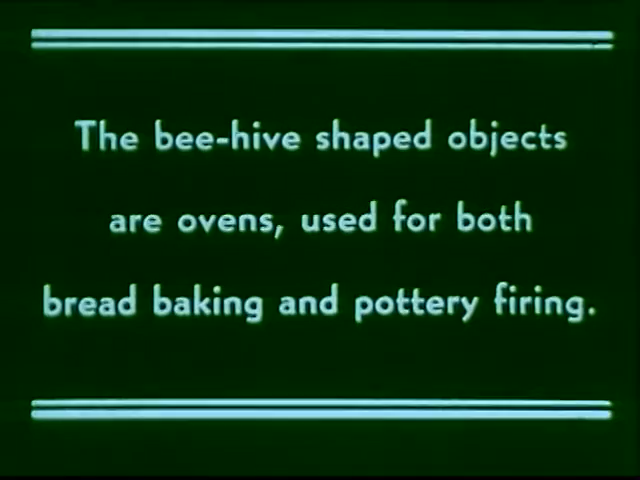 The bee-hive shaped objects
are ovens, used for both
bread baking and pottery firing.